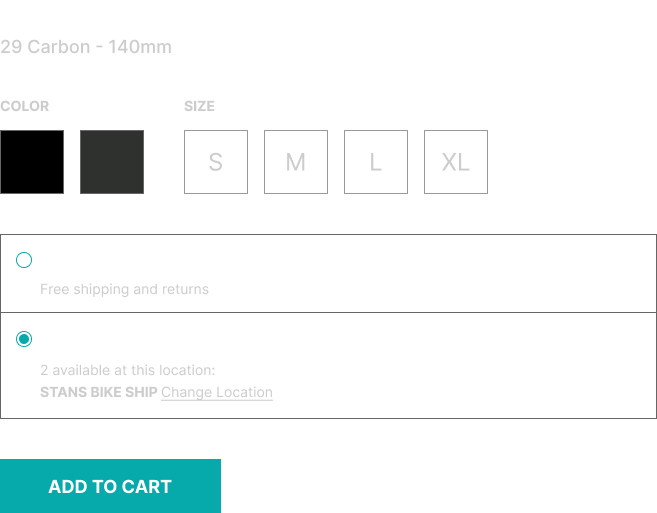 29 Carbon - 140mm
COLOR
SIZE
S
M
L
XL
Free shipping and returns
2 available at this location:
STANS BIKE SHIP Change Location
ADD TO CART